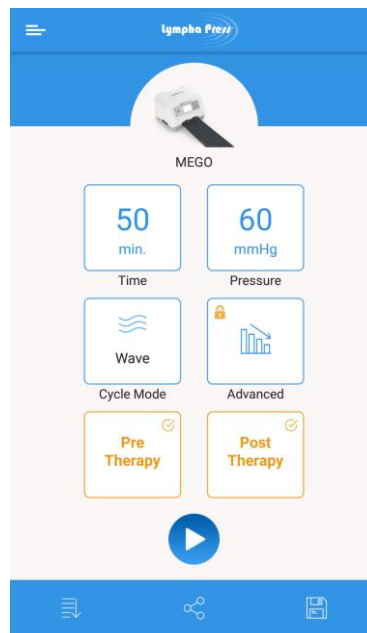 Lympha Press
MEGO
50
min.
Time
60
mmHg
Pressure
Wave
Cycle Mode
Advanced
Pre
Therapy
Post
Therapy